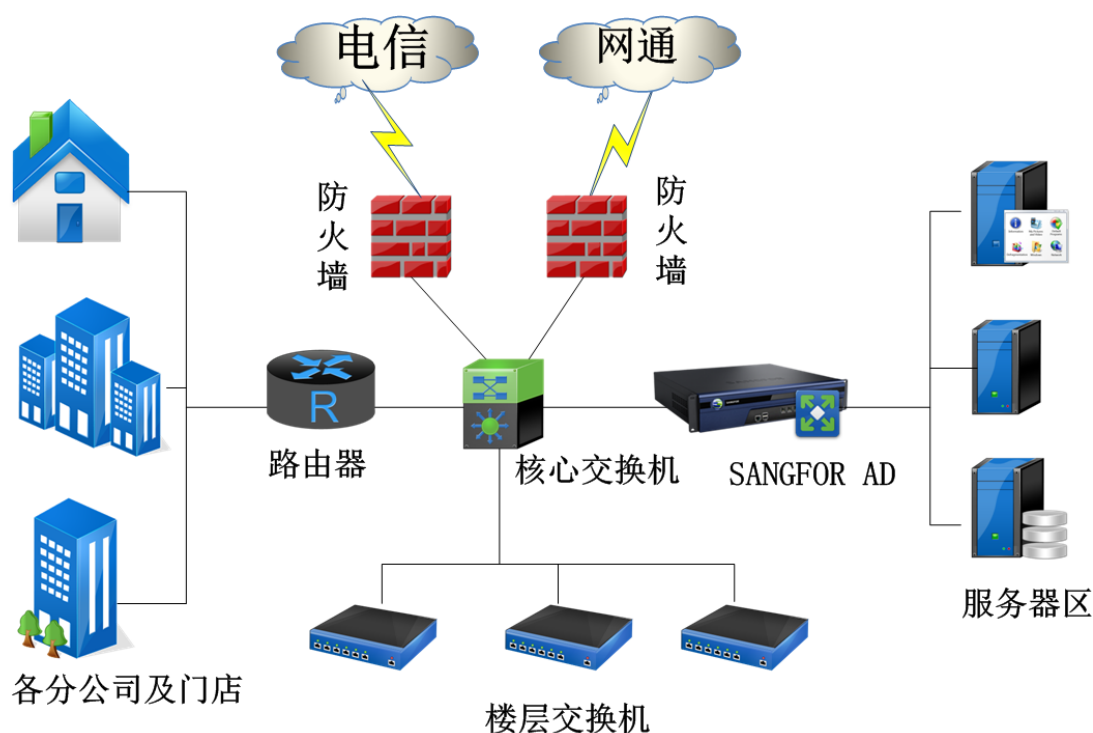 电信
网通
防火墙
防火墙
R
路由器
核心交换机
SANGFOR AD
服务器区
各分公司及门店
楼层交换机